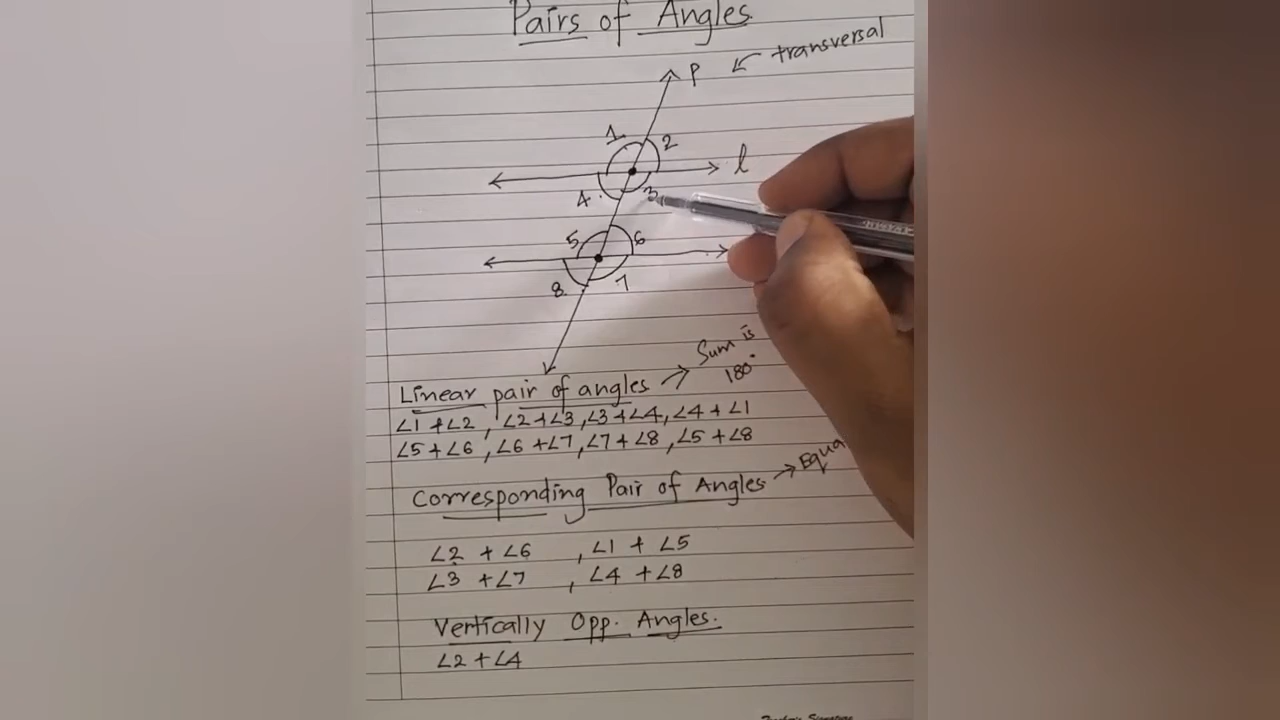 Pairs of Angles
transversal
P
1
2
l
4
3
5
6
8
7
Sum is
180°
Linear pair of angles
∠1 + ∠2 , ∠2 + ∠3 , ∠3 + ∠4 , ∠4 + ∠1
∠5 + ∠6 , ∠6 + ∠7 , ∠7 + ∠8 , ∠5 + ∠8
Equa
Corresponding Pair of Angles
∠2 + ∠6 , ∠1 + ∠5
∠3 + ∠7 , ∠4 + ∠8
Vertically Opp. Angles.
∠2 + ∠4